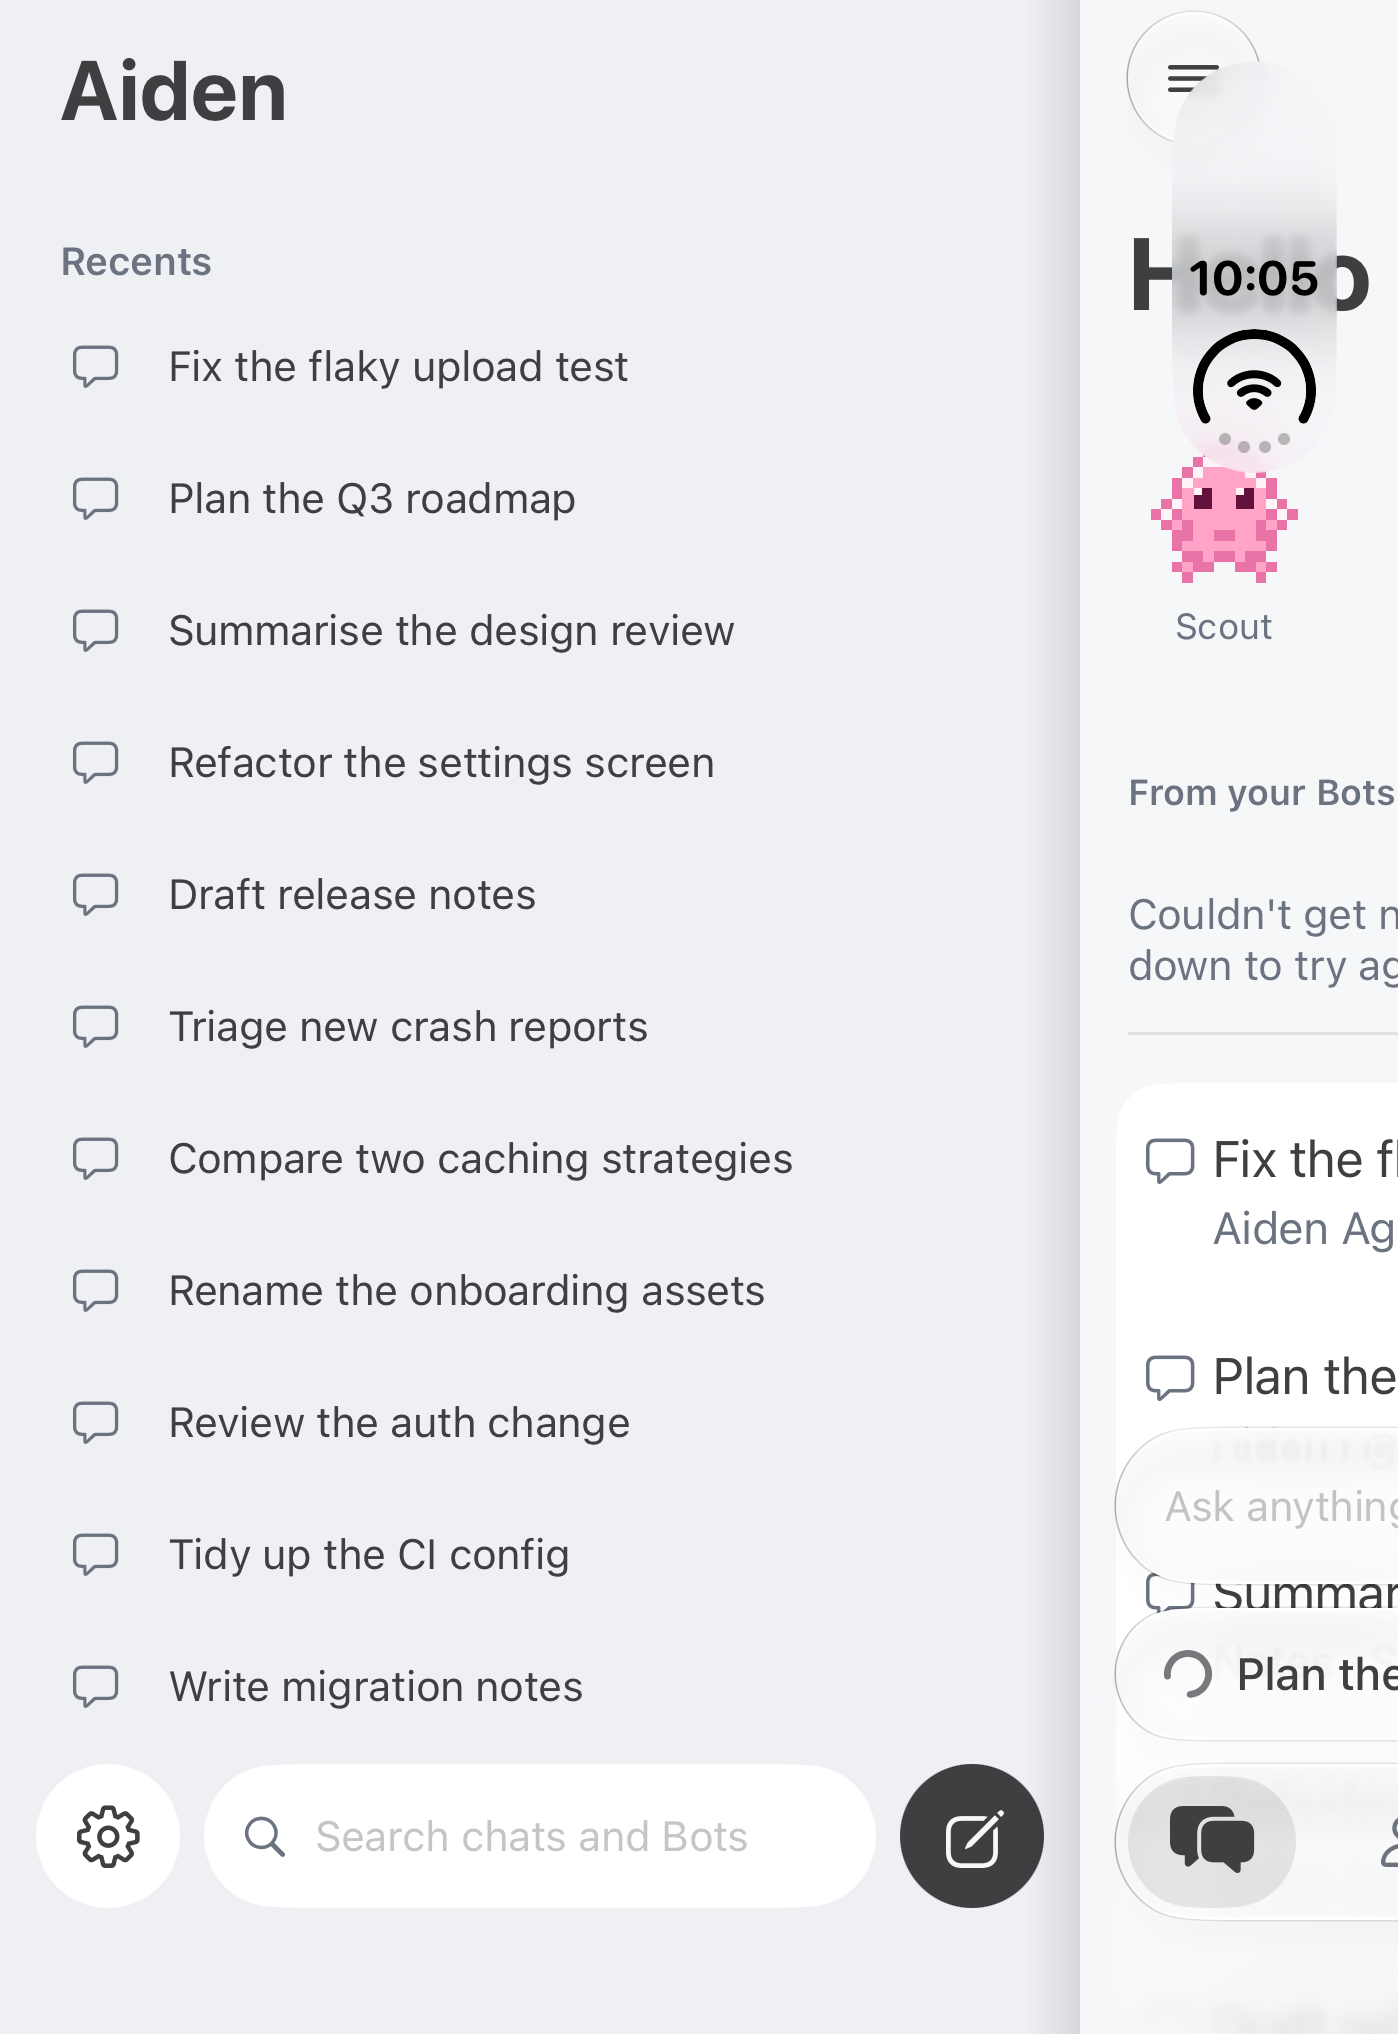 Aiden
Recents
Fix the flaky upload test
Plan the Q3 roadmap
Summarise the design review
Refactor the settings screen
Draft release notes
Triage new crash reports
Compare two caching strategies
Rename the onboarding assets
Review the auth change
Tidy up the CI config
Write migration notes
Search chats and Bots
Hello
10:05
Scout
From your Bots
Couldn't get
down to try
Fix the
Aiden
Plan the
Ask anything
Plan the